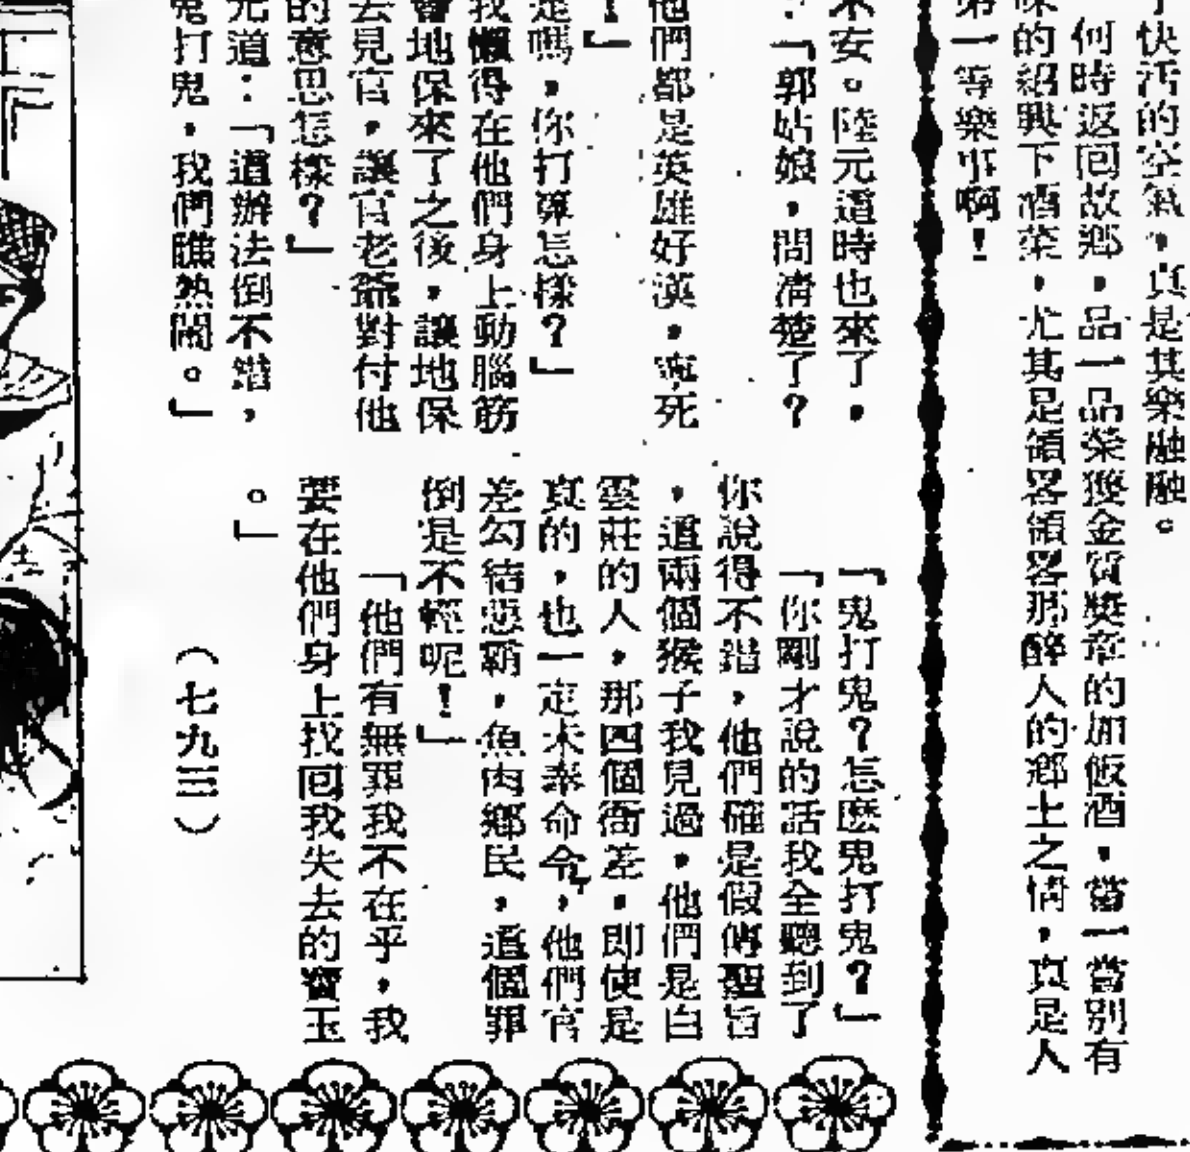 快活的空氣，真是其樂融融。
何時返回故鄉，品一品榮獲金質獎章的加飯酒，當一當別有
味的紹興下酒菜，尤其是領畧領畧那醉人的鄉土之情，真是人
第一等樂事啊！
不安。陸元這時也來了，
：「郭姑娘，問清楚了？
他們都是英雄好漢，寧死
！」
是嗎，你打算怎樣？」
我懶得在他們身上動腦筋
會地保來了之後，讓地保
去見官，讓官老爺對付他
的意思怎樣？」
元道：「這辦法倒不錯，
鬼打鬼，我們瞧熱鬧。」
「鬼打鬼？怎麽鬼打鬼？」
「你剛才說的話我全聽到了
你說得不錯，他們確是假傳聖旨
，這兩個猴子我見過，他們是白
雲莊的人，那四個衙差，即使是
真的，也一定未奉命令，他們官
差勾結惡霸，魚肉鄉民，這個罪
倒是不輕呢！」
「他們有無罪我不在乎，我
要在他們身上找回我失去的寶玉
。」
（七九三）